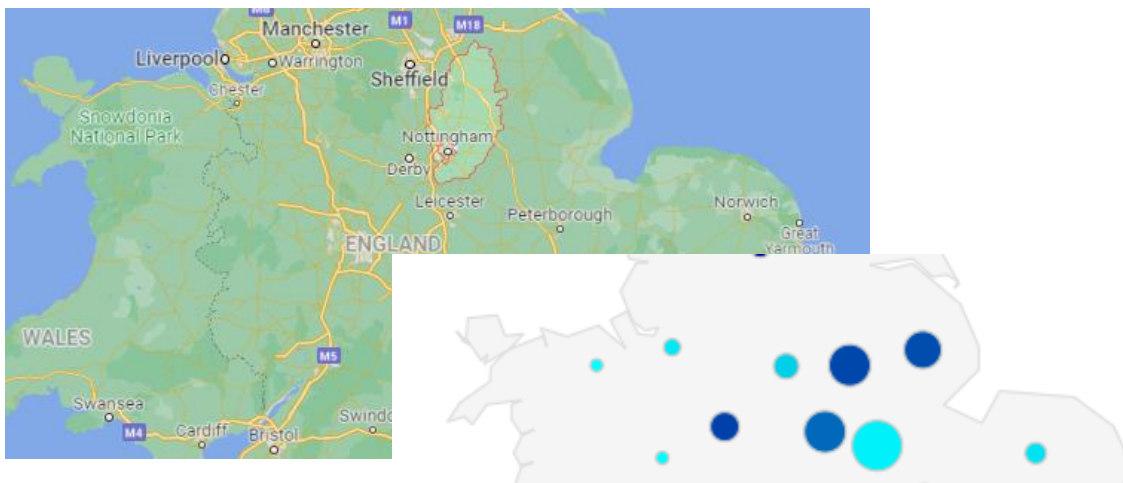 M6
M1
M18
Manchester
Liverpool
Warrington
Sheffield
Chester
Snowdonia
National Park
Nottingham
Derby
Leicester
Norwich
Peterborough
Great
Yarmouth
ENGLAND
WALES
M5
Swansea
M4
Cardiff
Bristol
Swindo